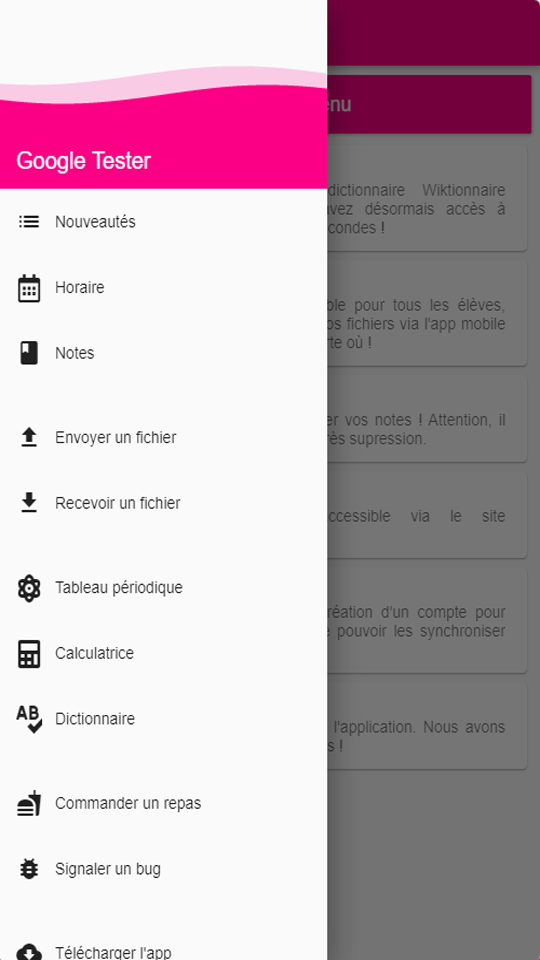 Google Tester
Nouveautés
Horaire
Notes
Envoyer un fichier
Recevoir un fichier
Tableau périodique
Calculatrice
AB
Dictionnaire
Commander un repas
Signaler un bug
Télécharger l'app
enu
dictionnaire Wiktionnaire
avez désormais accès à
condes !
ble pour tous les élèves,
os fichiers via l'app mobile
rte où !
er vos notes ! Attention, il
rès supression.
ccessible via le site
réation d'un compte pour
pouvoir les synchroniser
l'application. Nous avons
s !